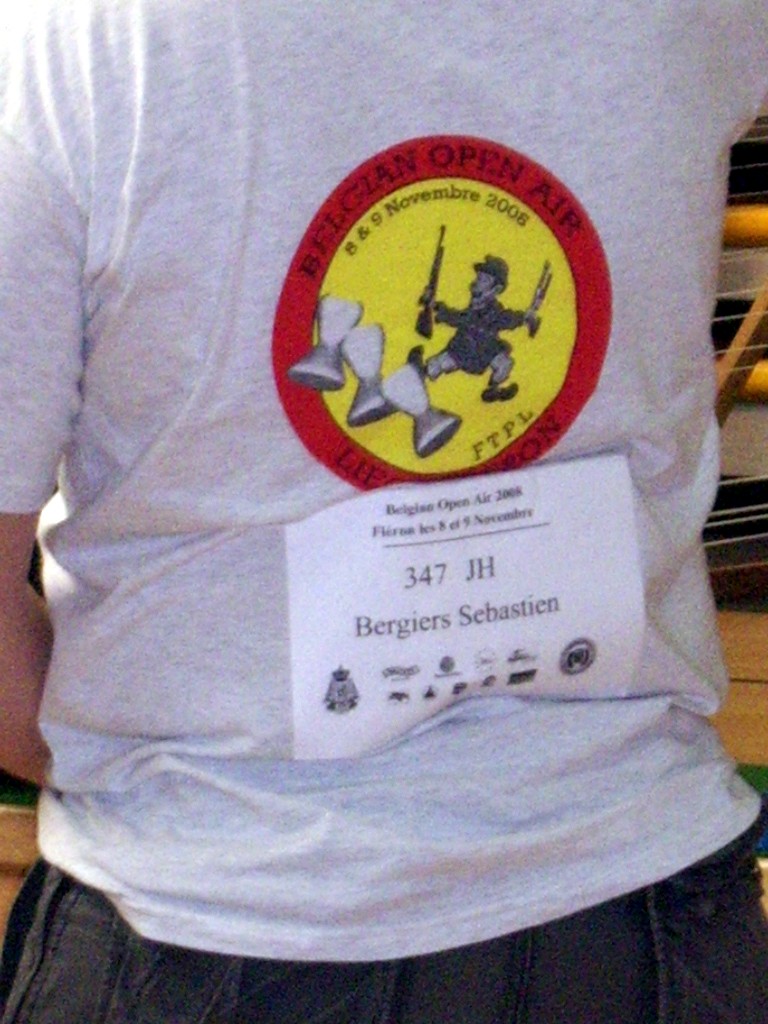 BELGIAN OPEN AIR
8 & 9 Novembre 2008
FTPL
Belgian Open Air 2008
Fléron les 8 et 9 Novembre
347 JH
Bergiers Sebastien